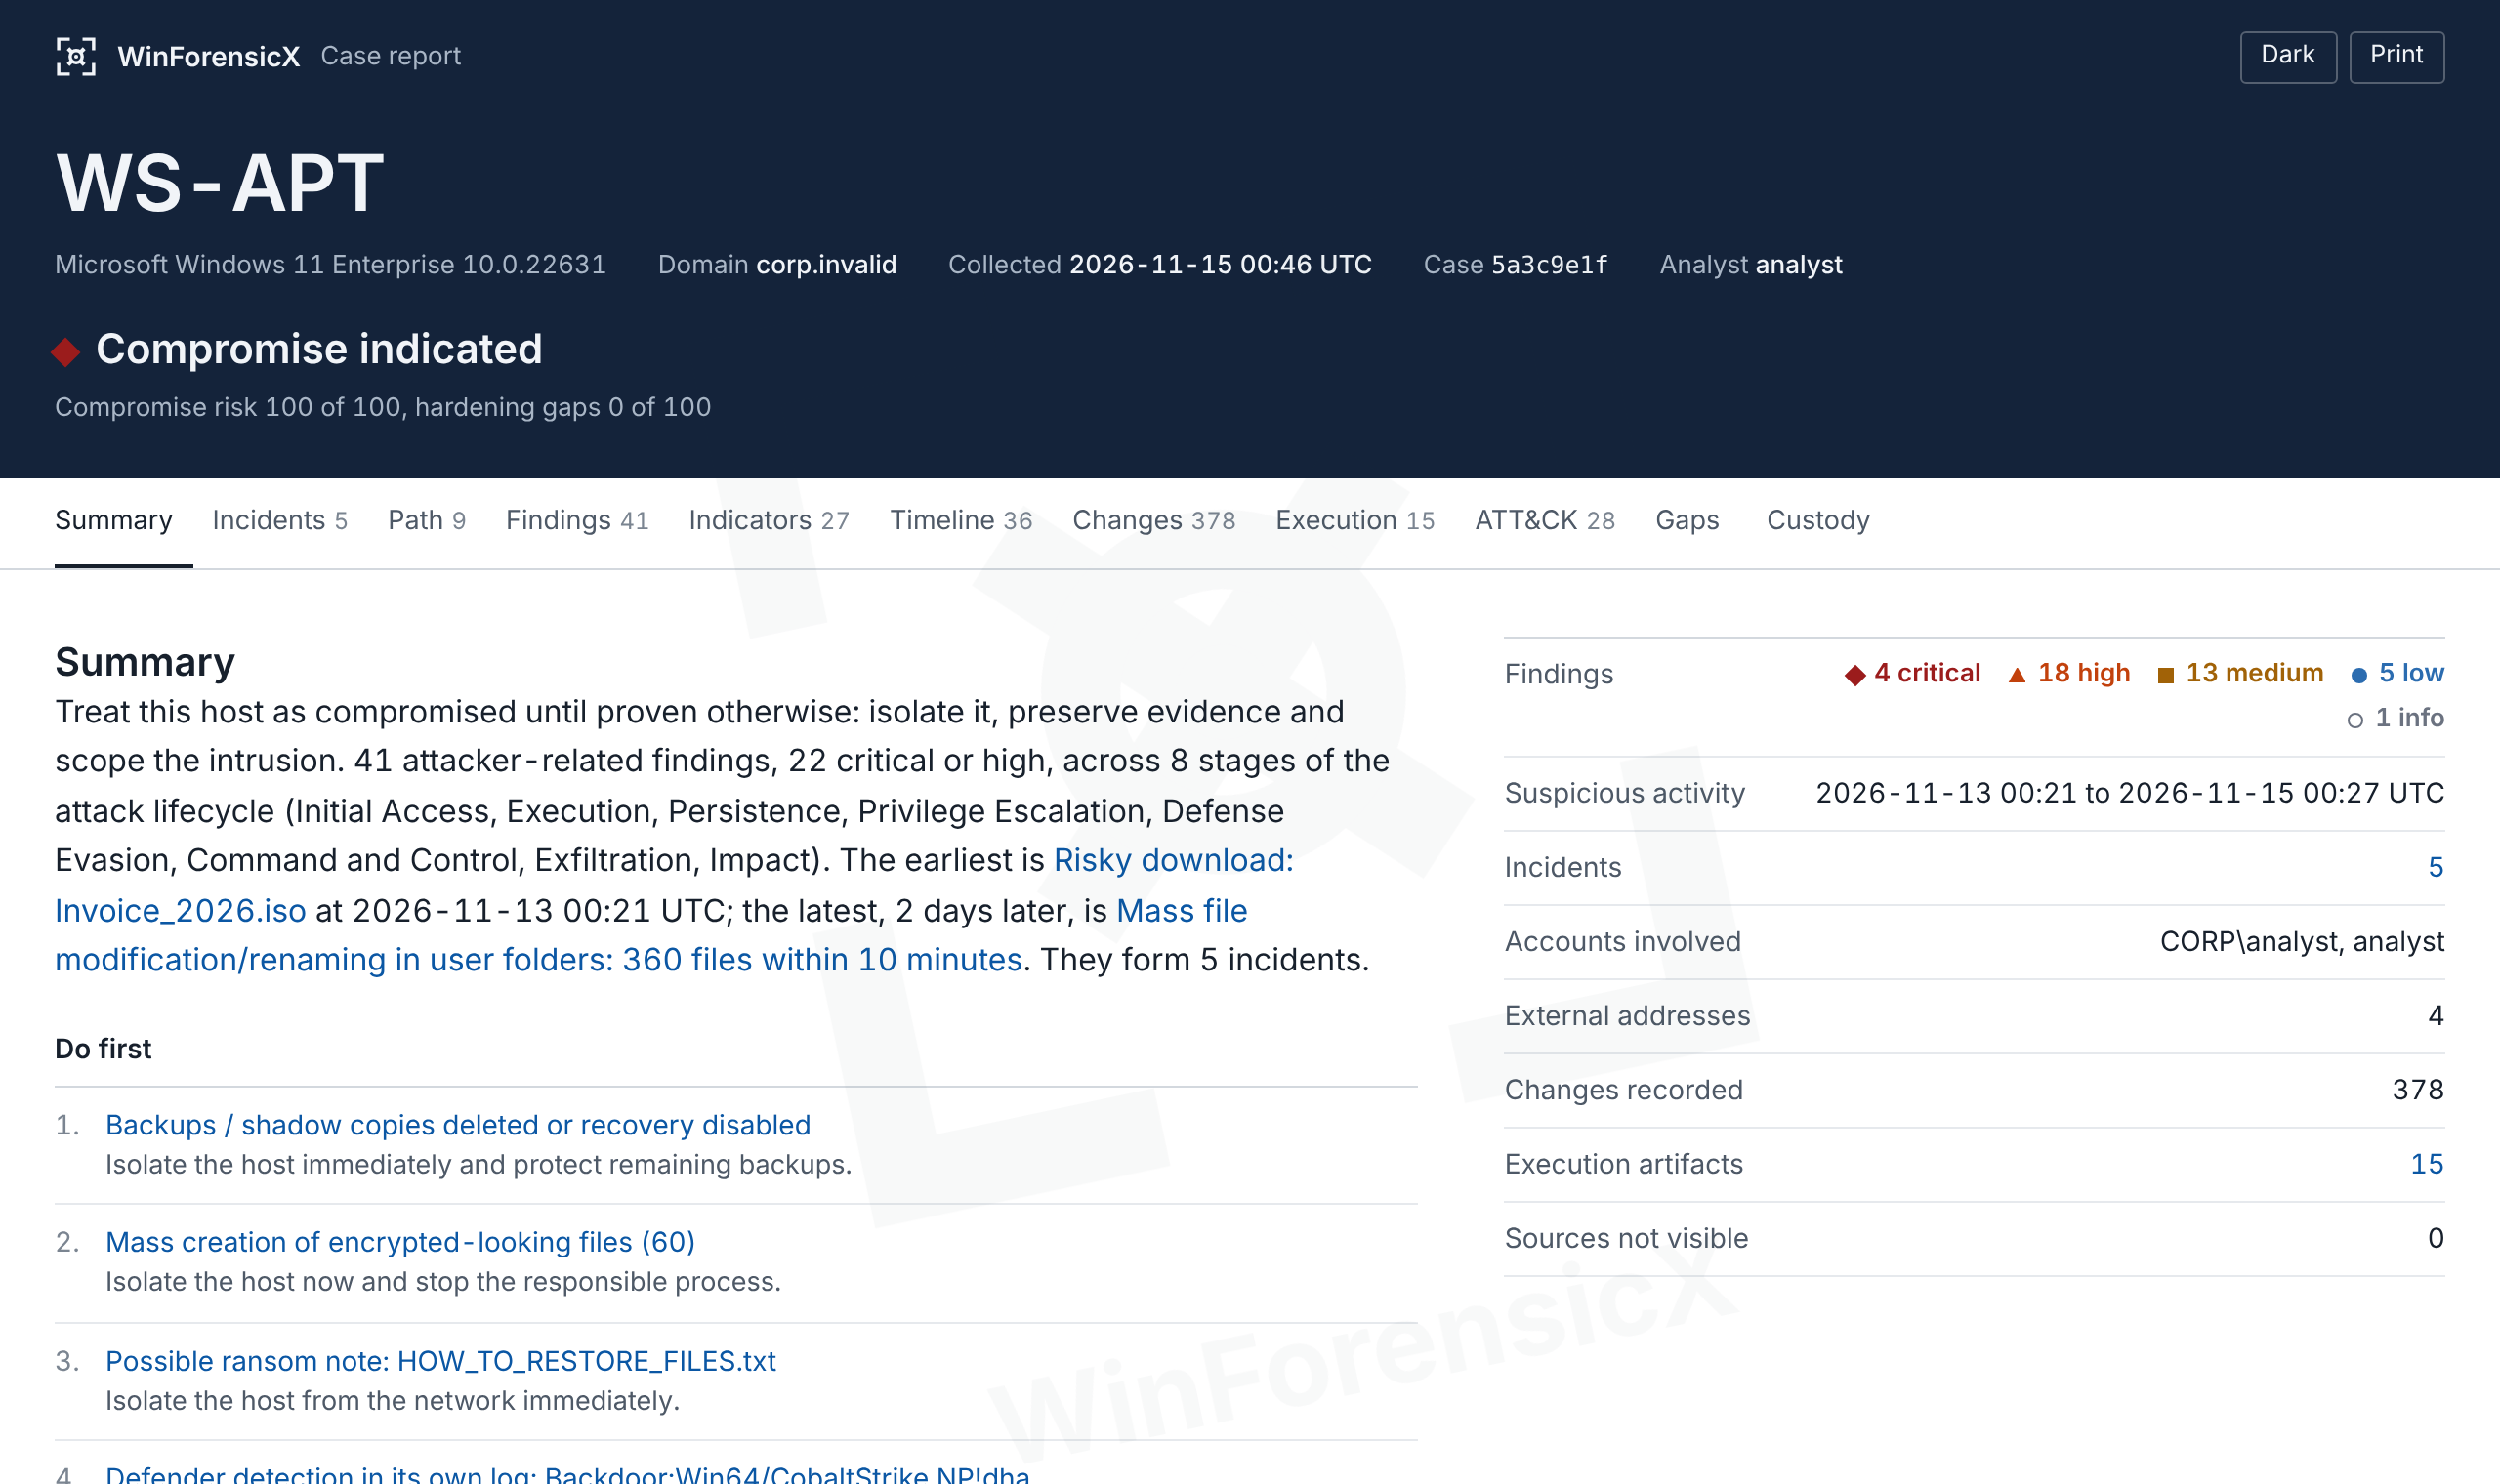 WinForensicX Case report
Dark Print
WS-APT
Microsoft Windows 11 Enterprise 10.0.22631 Domain corp.invalid Collected 2026-11-15 00:46 UTC Case 5a3c9e1f Analyst analyst
Compromise indicated
Compromise risk 100 of 100, hardening gaps 0 of 100
Summary Incidents 5 Path 9 Findings 41 Indicators 27 Timeline 36 Changes 378 Execution 15 ATT&CK 28 Gaps Custody
Summary
Treat this host as compromised until proven otherwise: isolate it, preserve evidence and
scope the intrusion. 41 attacker-related findings, 22 critical or high, across 8 stages of the
attack lifecycle (Initial Access, Execution, Persistence, Privilege Escalation, Defense
Evasion, Command and Control, Exfiltration, Impact). The earliest is Risky download:
Invoice_2026.iso at 2026-11-13 00:21 UTC; the latest, 2 days later, is Mass file
modification/renaming in user folders: 360 files within 10 minutes. They form 5 incidents.
Do first
1. Backups / shadow copies deleted or recovery disabled
Isolate the host immediately and protect remaining backups.
2. Mass creation of encrypted-looking files (60)
Isolate the host now and stop the responsible process.
3. Possible ransom note: HOW_TO_RESTORE_FILES.txt
Isolate the host from the network immediately.
4. Defender detection in its own log: Backdoor:Win64/CobaltStrike.NP!dha
Findings 4 critical 18 high 13 medium 5 low
1 info
Suspicious activity 2026-11-13 00:21 to 2026-11-15 00:27 UTC
Incidents 5
Accounts involved CORP\analyst, analyst
External addresses 4
Changes recorded 378
Execution artifacts 15
Sources not visible 0
WinForensicX